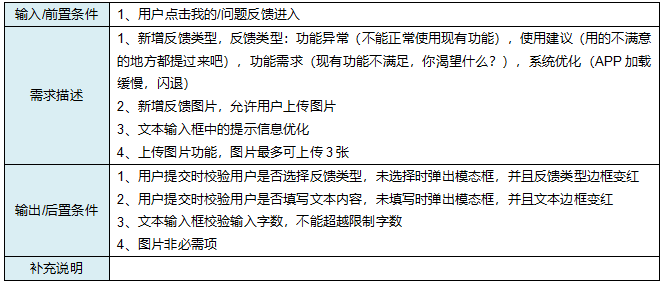 输入/前置条件
1、用户点击我的/问题反馈进入
需求描述
1、新增反馈类型，反馈类型：功能异常（不能正常使用现有功能），使用建议（用的不满意
的地方都提过来吧），功能需求（现有功能不满足，你渴望什么？），系统优化（APP 加载
缓慢，闪退）
2、新增反馈图片，允许用户上传图片
3、文本输入框中的提示信息优化
4、上传图片功能，图片最多可上传 3 张
输出/后置条件
1、用户提交时校验用户是否选择反馈类型，未选择时弹出模态框，并且反馈类型边框变红
2、用户提交时校验用户是否填写文本内容，未填写时弹出模态框，并且文本边框变红
3、文本输入框校验输入字数，不能超越限制字数
4、图片非必需项
补充说明